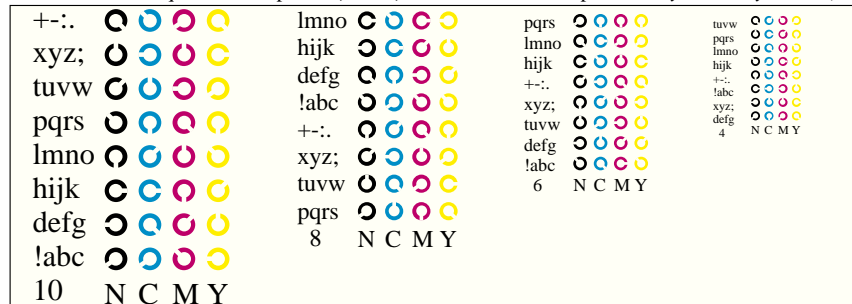 +-:.
xyz;
tuvw
pqrs
lmno
hijk
defg
!abc
10 N C M Y
lmno
hijk
defg
!abc
+-:.
xyz;
tuvw
pqrs
8 N C M Y
pqrs
lmno
hijk
+-:.
xyz;
tuvw
defg
!abc
6 N C M Y
tuvw
pqrs
lmno
hijk
+-:.
!abc
xyz;
defg
4 N C M Y